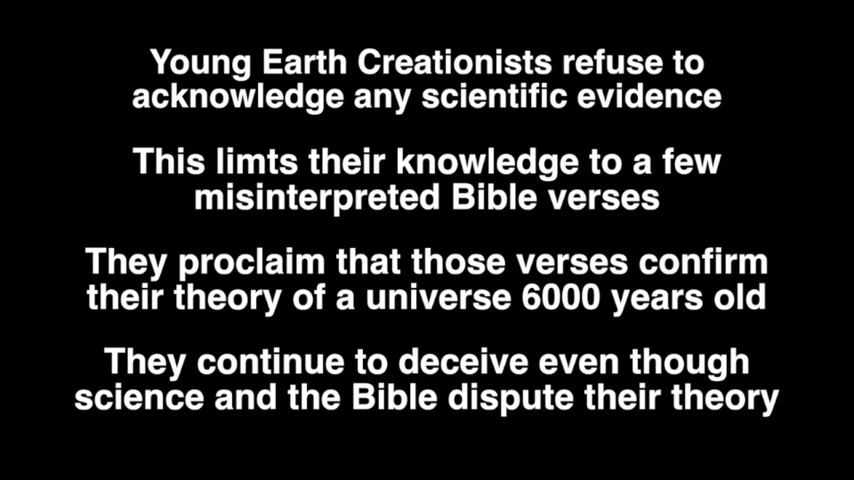 Young Earth Creationists refuse to
acknowledge any scientific evidence
This limts their knowledge to a few
misinterpreted Bible verses
They proclaim that those verses confirm
their theory of a universe 6000 years old
They continue to deceive even though
science and the Bible dispute their theory